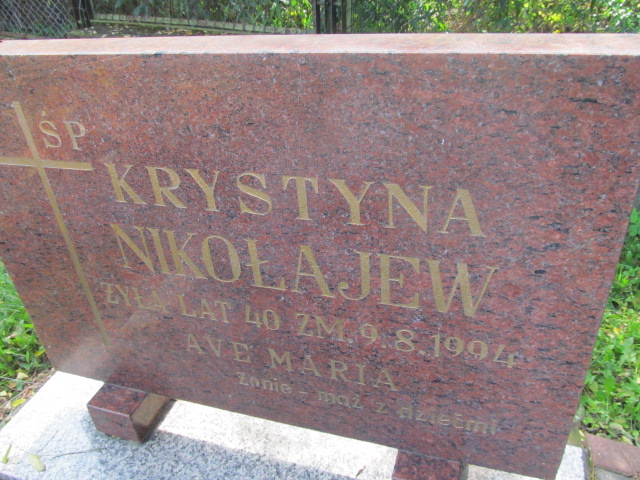 ŚP
KRYSTYNA
NIKOŁAJEW
ŻYŁA LAT 40 ZM. 9.8.1994
AVE MARIA
Żonie - mąż z dziećmi